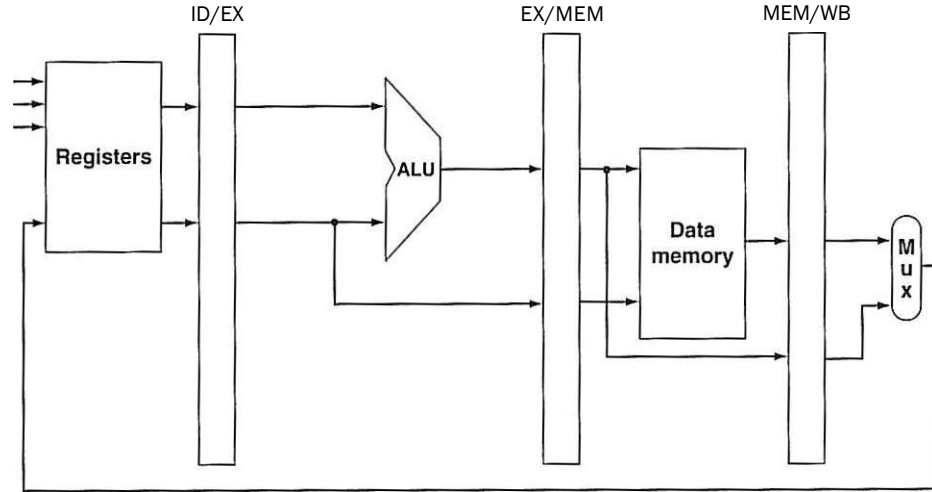 ID/EX
EX/MEM
MEM/WB
Registers
ALU
Data
memory
M
u
x